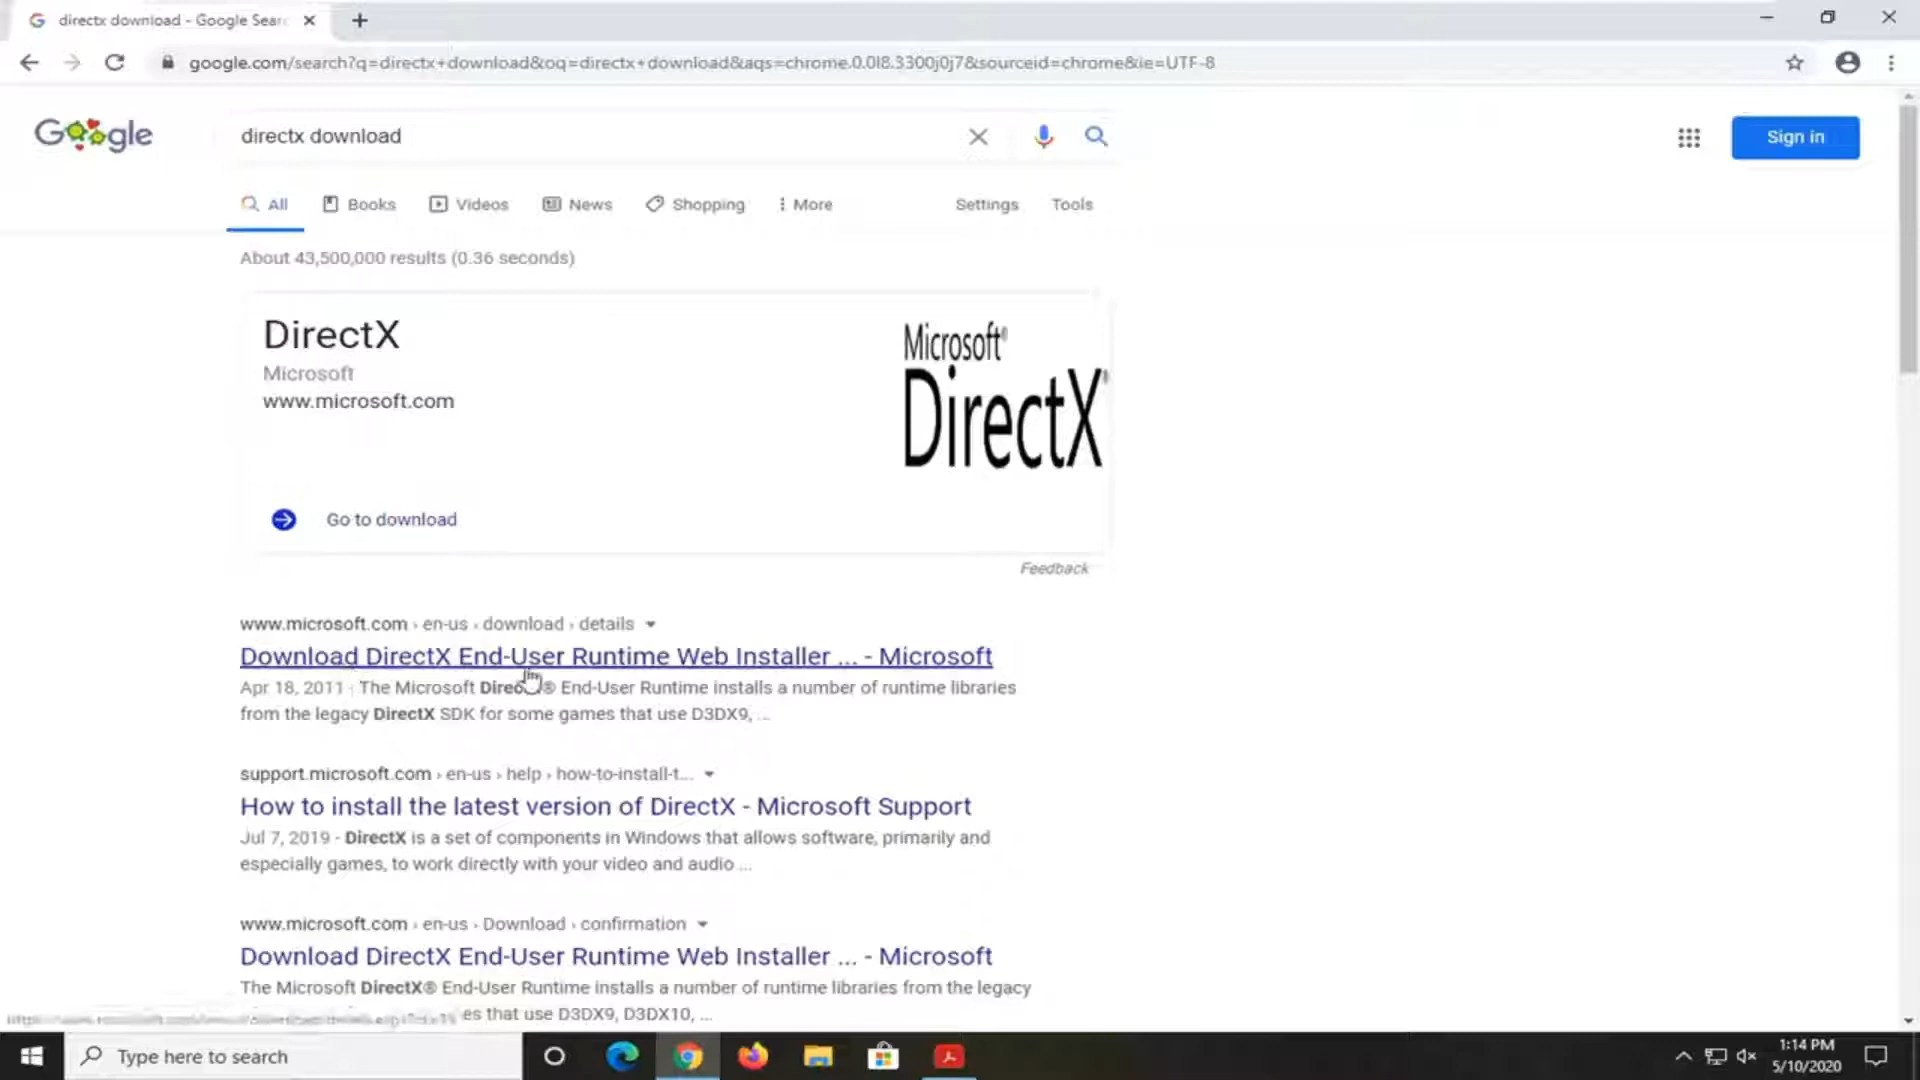 directx download - Google Sear
google.com/search?q=directx+download&oq=directx+download&aqs=chrome.0.0l8.3300j0j7&sourceid=chrome&ie=UTF-8
Google
directx download
Sign in
All Books Videos News Shopping More Settings Tools
About 43,500,000 results (0.36 seconds)
DirectX
Microsoft
www.microsoft.com
Microsoft®
DirectX®
Go to download
Feedback
www.microsoft.com › en-us › download › details
Download DirectX End-User Runtime Web Installer ... - Microsoft
Apr 18, 2011 - The Microsoft DirectX® End-User Runtime installs a number of runtime libraries
from the legacy DirectX SDK for some games that use D3DX9, ...
support.microsoft.com › en-us › help › how-to-install-t...
How to install the latest version of DirectX - Microsoft Support
Jul 7, 2019 - DirectX is a set of components in Windows that allows software, primarily and
especially games, to work directly with your video and audio ...
www.microsoft.com › en-us › Download › confirmation
Download DirectX End-User Runtime Web Installer ... - Microsoft
The Microsoft DirectX® End-User Runtime installs a number of runtime libraries from the legacy
es that use D3DX9, D3DX10, ...
Type here to search
1:14 PM
5/10/2020